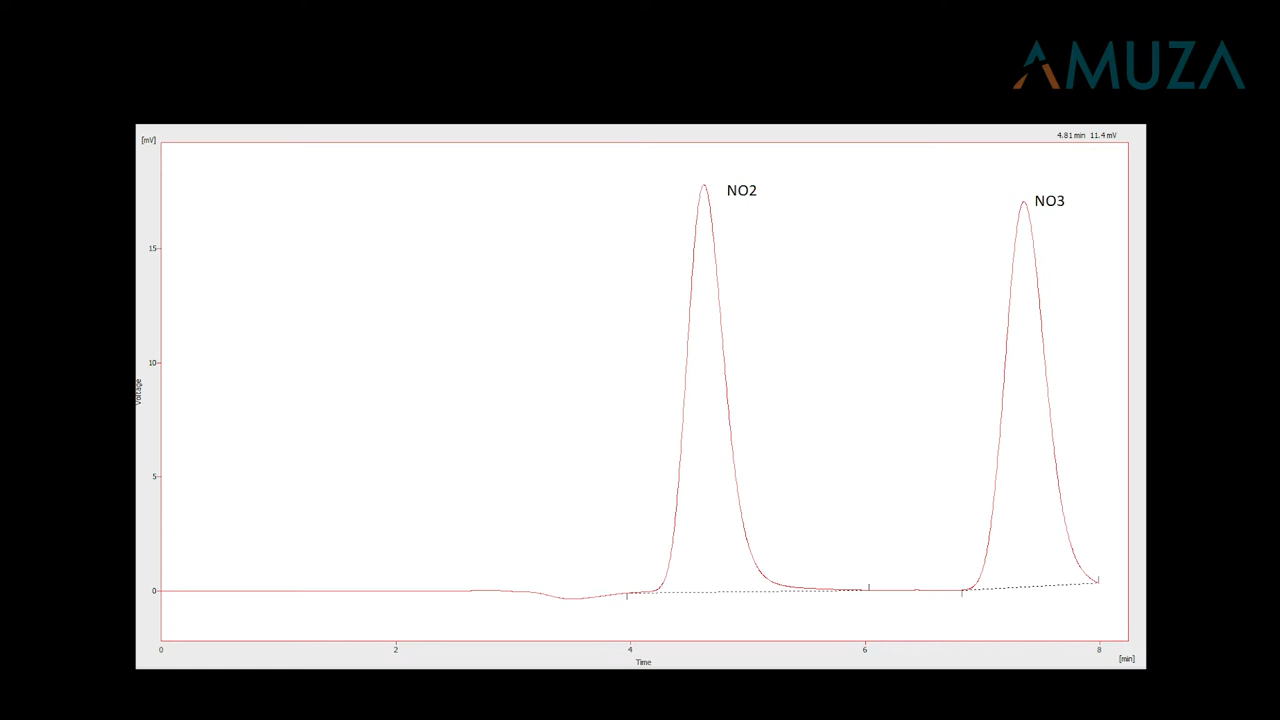 AMUZA
[mV]
4.81 min 11.4 mV
NO2
NO3
15
10
Voltage
5
0
0 2 4 6 8
Time
[min]